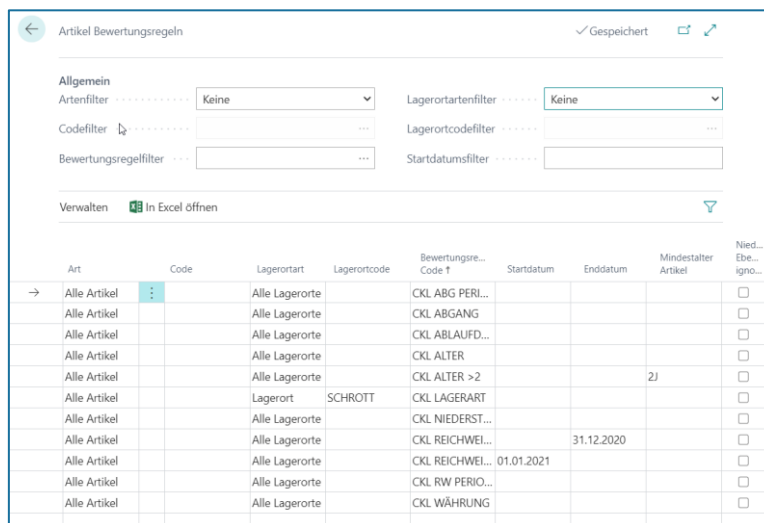 Artikel Bewertungsregeln ✓Gespeichert
Allgemein
Artenfilter Keine Lagerortartenfilter Keine
Codefilter ... Lagerortcodefilter ...
Bewertungsregelfilter ... Startdatumsfilter
Verwalten In Excel öffnen
Art Code Lagerortart Lagerortcode Bewertungsre... Code ↑ Startdatum Enddatum Mindestalter Artikel Nied... Ebe... igno...
→ Alle Artikel Alle Lagerorte CKL ABG PERI...
Alle Artikel Alle Lagerorte CKL ABGANG
Alle Artikel Alle Lagerorte CKL ABLAUFD...
Alle Artikel Alle Lagerorte CKL ALTER
Alle Artikel Alle Lagerorte CKL ALTER >2 2J
Alle Artikel Lagerort SCHROTT CKL LAGERART
Alle Artikel Alle Lagerorte CKL NIEDERST...
Alle Artikel Alle Lagerorte CKL REICHWEI... 31.12.2020
Alle Artikel Alle Lagerorte CKL REICHWEI... 01.01.2021
Alle Artikel Alle Lagerorte CKL RW PERIO...
Alle Artikel Alle Lagerorte CKL WÄHRUNG